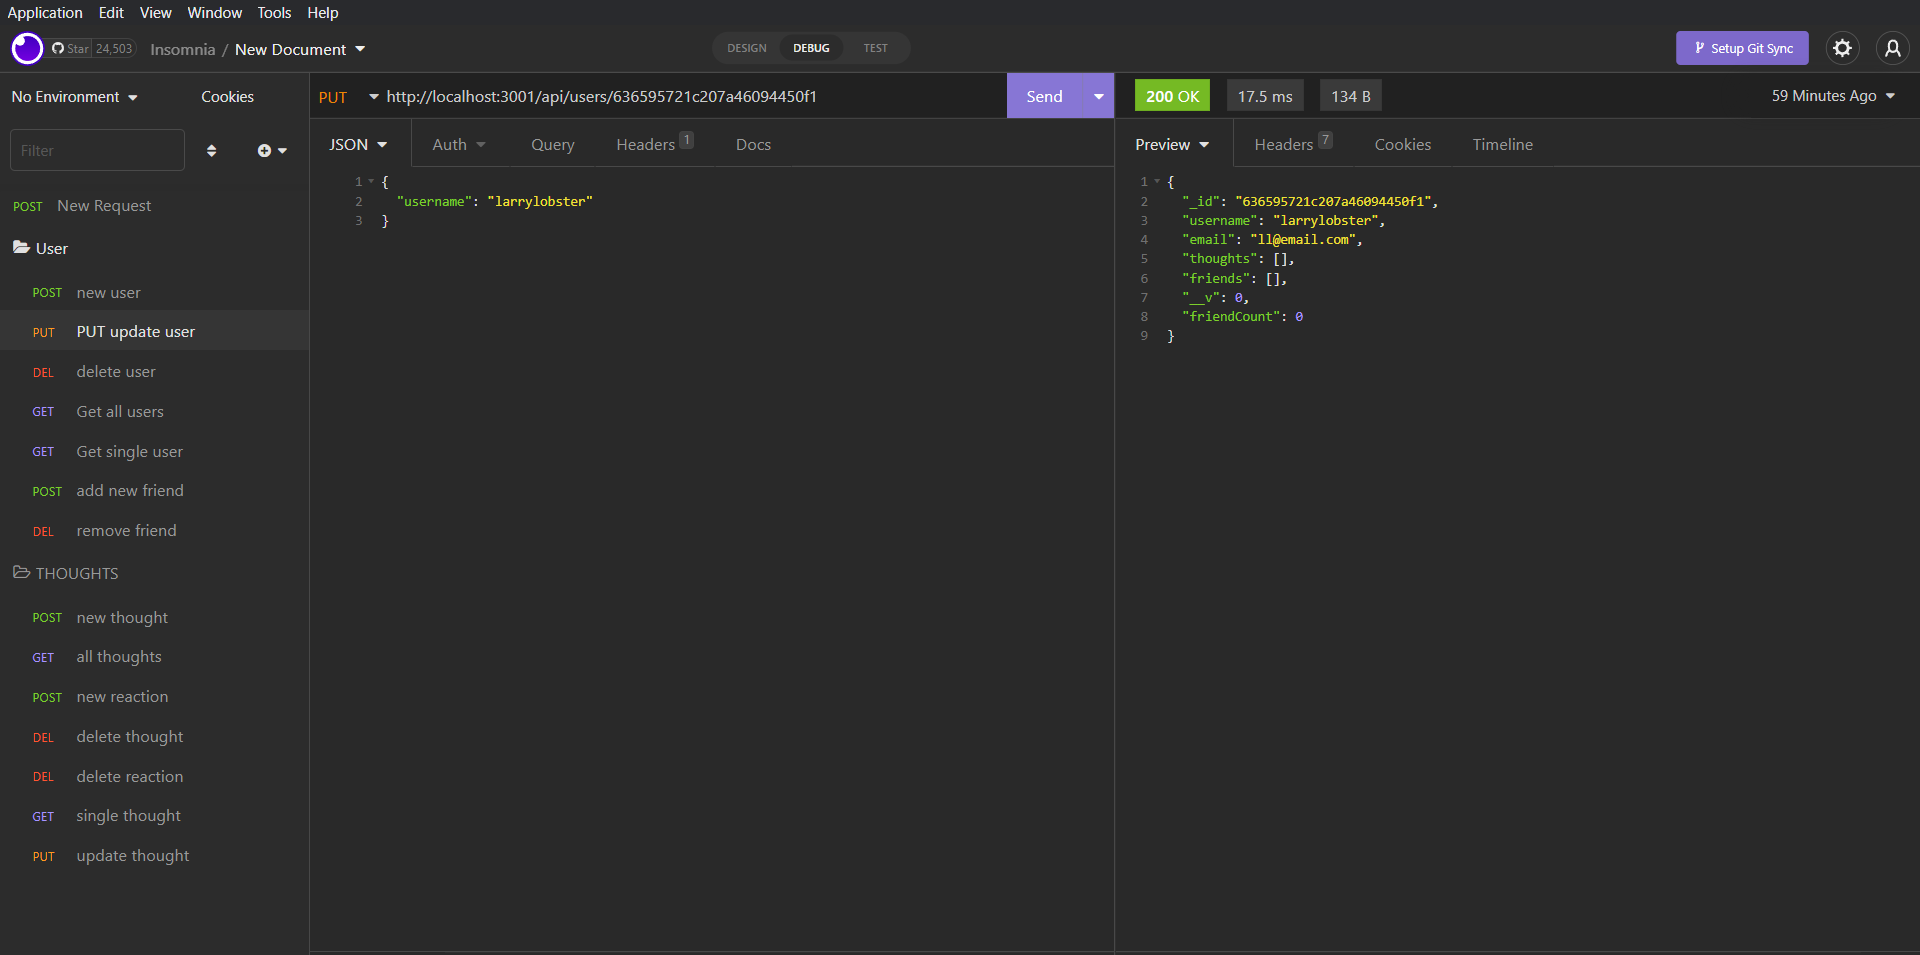 Application Edit View Window Tools Help
Star 24,503 Insomnia / New Document DESIGN DEBUG TEST Setup Git Sync
No Environment Cookies
Filter
POST New Request
User
POST new user
PUT PUT update user
DEL delete user
GET Get all users
GET Get single user
POST add new friend
DEL remove friend
THOUGHTS
POST new thought
GET all thoughts
POST new reaction
DEL delete thought
DEL delete reaction
GET single thought
PUT update thought
PUT http://localhost:3001/api/users/636595721c207a46094450f1 Send
JSON Auth Query Headers 1 Docs
1 {
2 "username": "larrylobster"
3 }
200 OK 17.5 ms 134 B 59 Minutes Ago
Preview Headers 7 Cookies Timeline
1 {
2 "_id": "636595721c207a46094450f1",
3 "username": "larrylobster",
4 "email": "ll@email.com",
5 "thoughts": [],
6 "friends": [],
7 "__v": 0,
8 "friendCount": 0
9 }